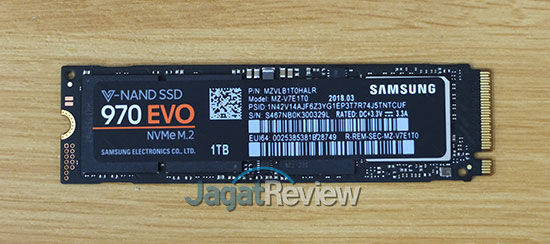 V-NAND SSD
970 EVO
NVMe M.2
SAMSUNG ELECTRONICS CO., LTD.
1TB
P/N: MZVLB1T0HALR
Model: MZ-V7E1T0
2018.03
PSID: 1N42V14AJF6Z3YG1EP3T7R74J5TNTCUF
S/N: S467NB0K300329L
RATED: DC+3.3V ⎓ 3.3A
EUI64
0025385381B28749
R-REM-SEC-MZ-V7E1T0
SAMSUNG
JagatReview